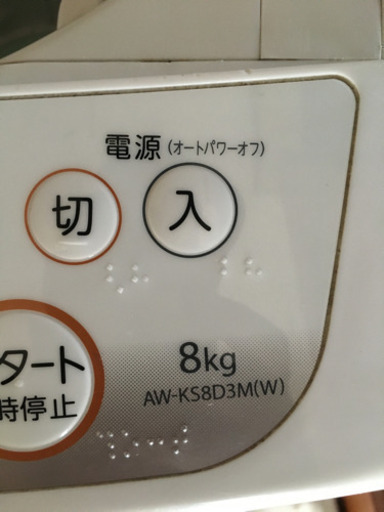 電源(オートパワーオフ)
切 入
8kg
AW-KS8D3M(W)
タート
時停止